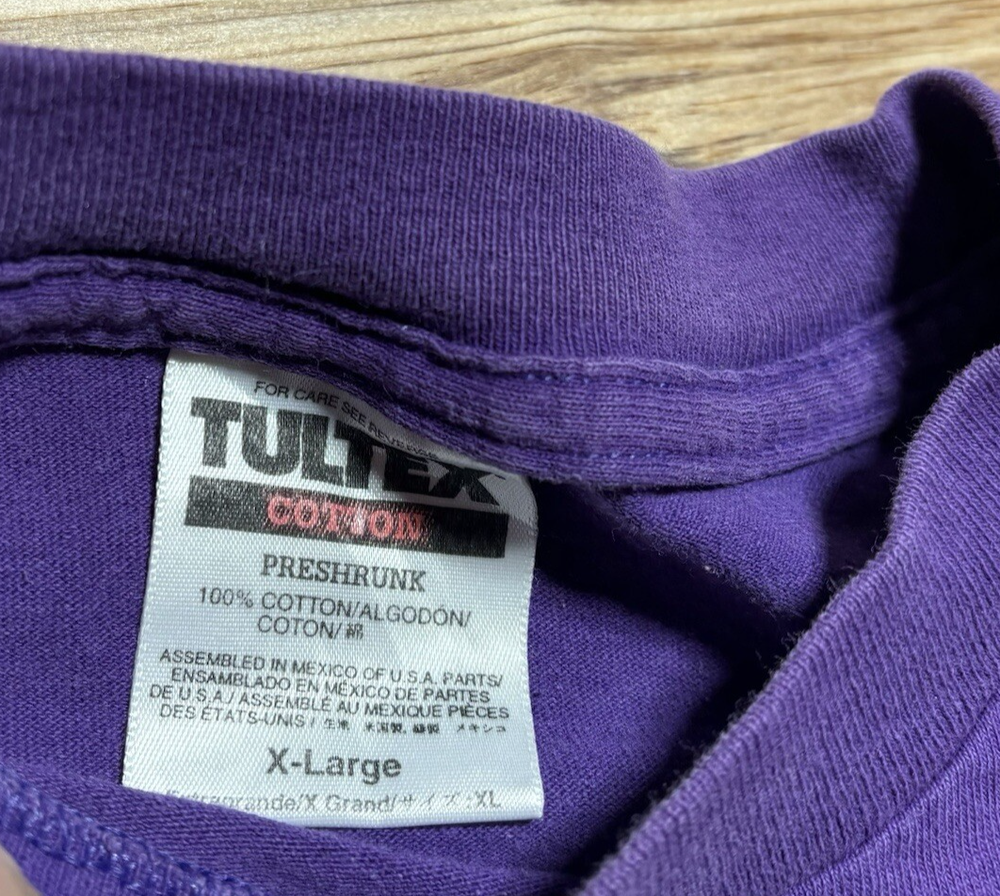 FOR CARE SEE REVERSE
TULTEX
COTTON
PRESHRUNK
100% COTTON/ALGODÓN/
COTON/ 綿
ASSEMBLED IN MEXICO OF U.S.A. PARTS/
ENSAMBLADO EN MÉXICO DE PARTES
DE U.S.A./ ASSEMBLÉ AU MEXIQUE PIÈCES
DES ÉTATS-UNIS / 生地 米国製, 縫製 メキシコ
X-Large
Extragrande/X Grand/サイズ:XL